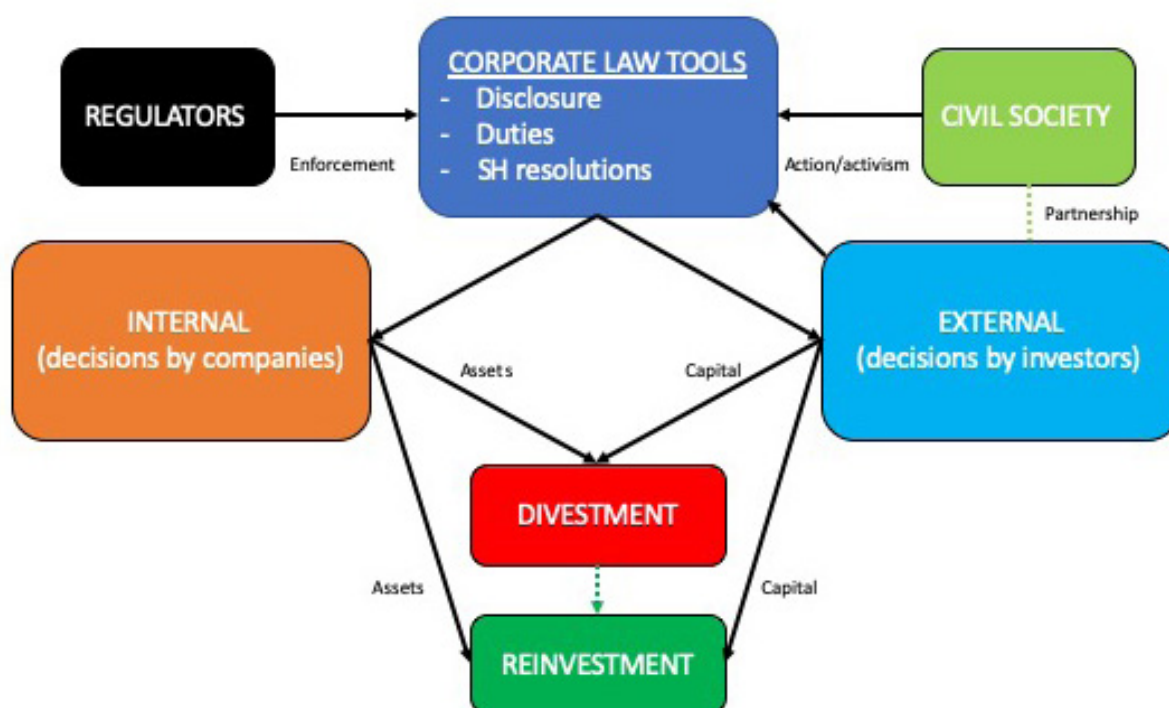 CORPORATE LAW TOOLS
- Disclosure
- Duties
- SH resolutions
REGULATORS
Enforcement
CIVIL SOCIETY
Action/activism
Partnership
INTERNAL
(decisions by companies)
EXTERNAL
(decisions by investors)
Assets
Capital
DIVESTMENT
Assets
Capital
REINVESTMENT